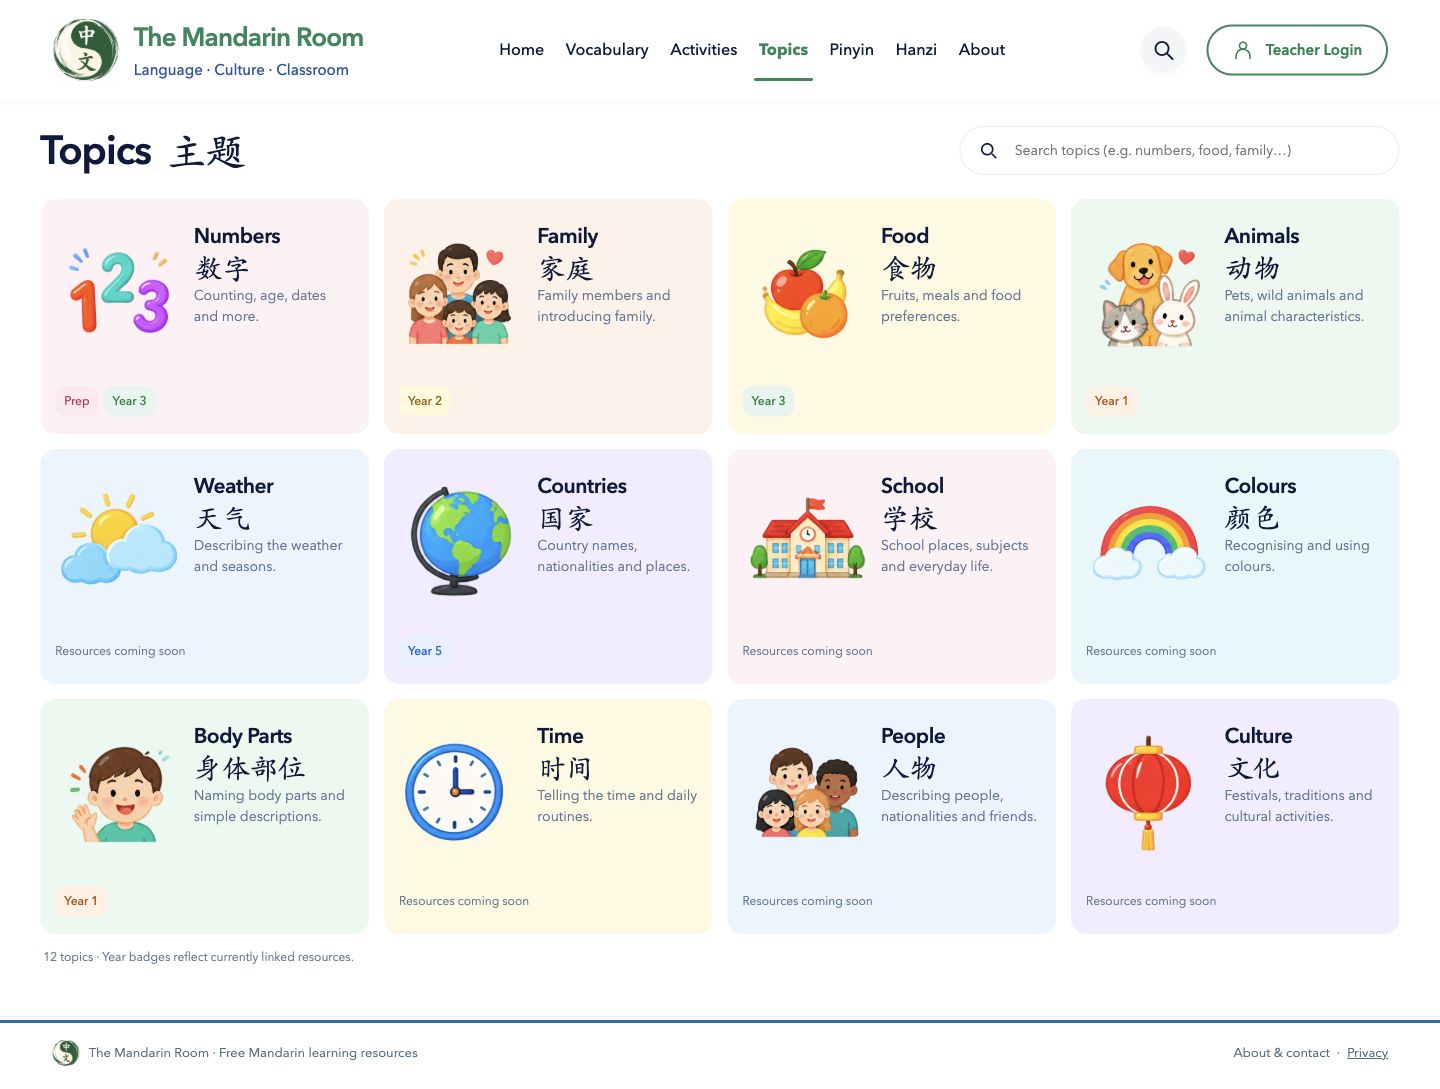 中
文
The Mandarin Room
Language · Culture · Classroom
Home
Vocabulary
Activities
Topics
Pinyin
Hanzi
About
Teacher Login
Topics 主题
Search topics (e.g. numbers, food, family...)
1 2 3
Numbers
数字
Counting, age, dates
and more.
Prep
Year 3
Family
家庭
Family members and
introducing family.
Year 2
Food
食物
Fruits, meals and food
preferences.
Year 3
Animals
动物
Pets, wild animals and
animal characteristics.
Year 1
Weather
天气
Describing the weather
and seasons.
Resources coming soon
Countries
国家
Country names,
nationalities and places.
Year 5
School
学校
School places, subjects
and everyday life.
Resources coming soon
Colours
颜色
Recognising and using
colours.
Resources coming soon
Body Parts
身体部位
Naming body parts and
simple descriptions.
Year 1
Time
时间
Telling the time and daily
routines.
Resources coming soon
People
人物
Describing people,
nationalities and friends.
Resources coming soon
Culture
文化
Festivals, traditions and
cultural activities.
Resources coming soon
12 topics · Year badges reflect currently linked resources.
中
文
The Mandarin Room · Free Mandarin learning resources
About & contact · Privacy